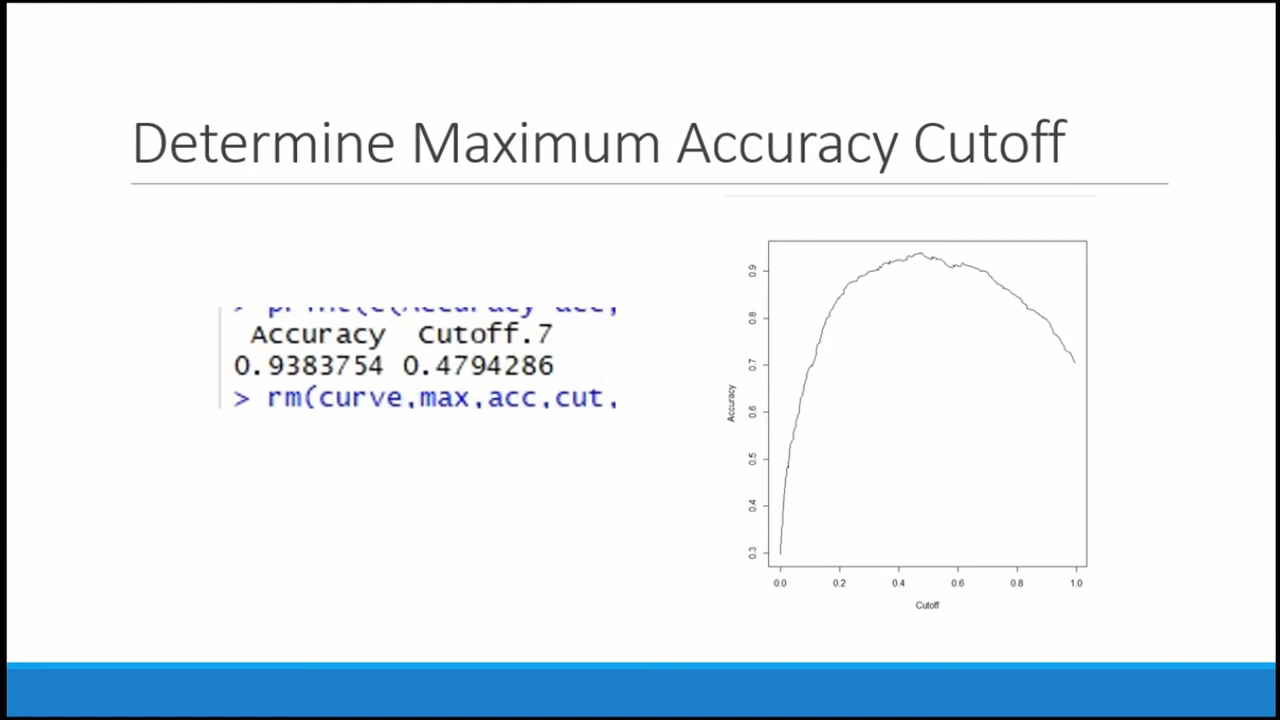 Determine Maximum Accuracy Cutoff
Accuracy Cutoff.7
0.9383754 0.4794286
> rm(curve,max,acc,cut,
0.9
0.8
0.7
0.6
0.5
0.4
0.3
Accuracy
0.0 0.2 0.4 0.6 0.8 1.0
Cutoff